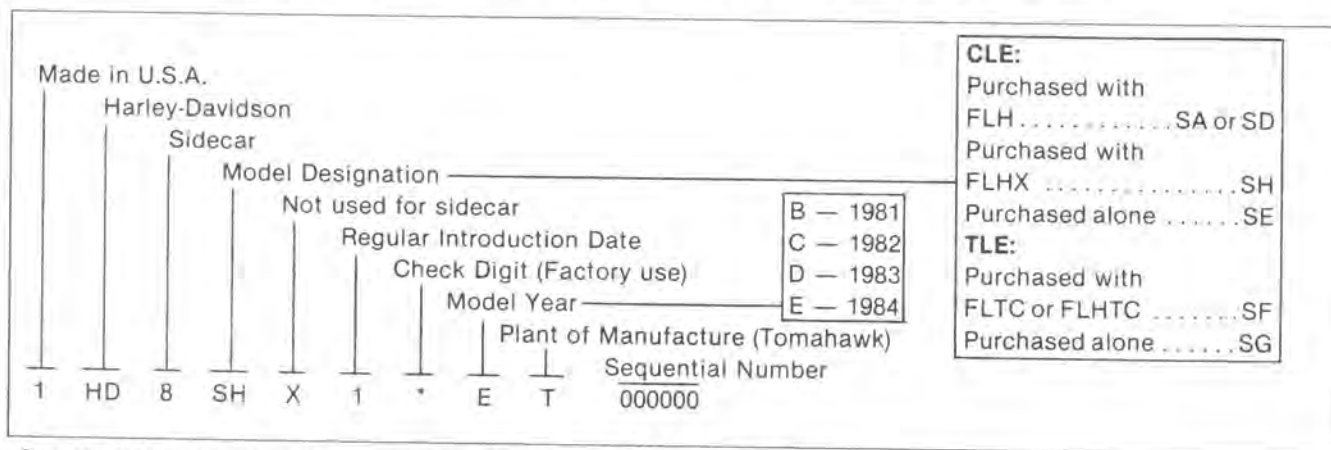 Made in U.S.A.
Harley-Davidson
Sidecar
Model Designation
Not used for sidecar
Regular Introduction Date
Check Digit (Factory use)
Model Year
Plant of Manufacture (Tomahawk)
Sequential Number
1 HD 8 SH X 1 * E T 000000
B — 1981
C — 1982
D — 1983
E — 1984
CLE:
Purchased with
FLH ............ SA or SD
Purchased with
FLHX ............... SH
Purchased alone ...... SE
TLE:
Purchased with
FLTC or FLHTC ....... SF
Purchased alone ...... SG